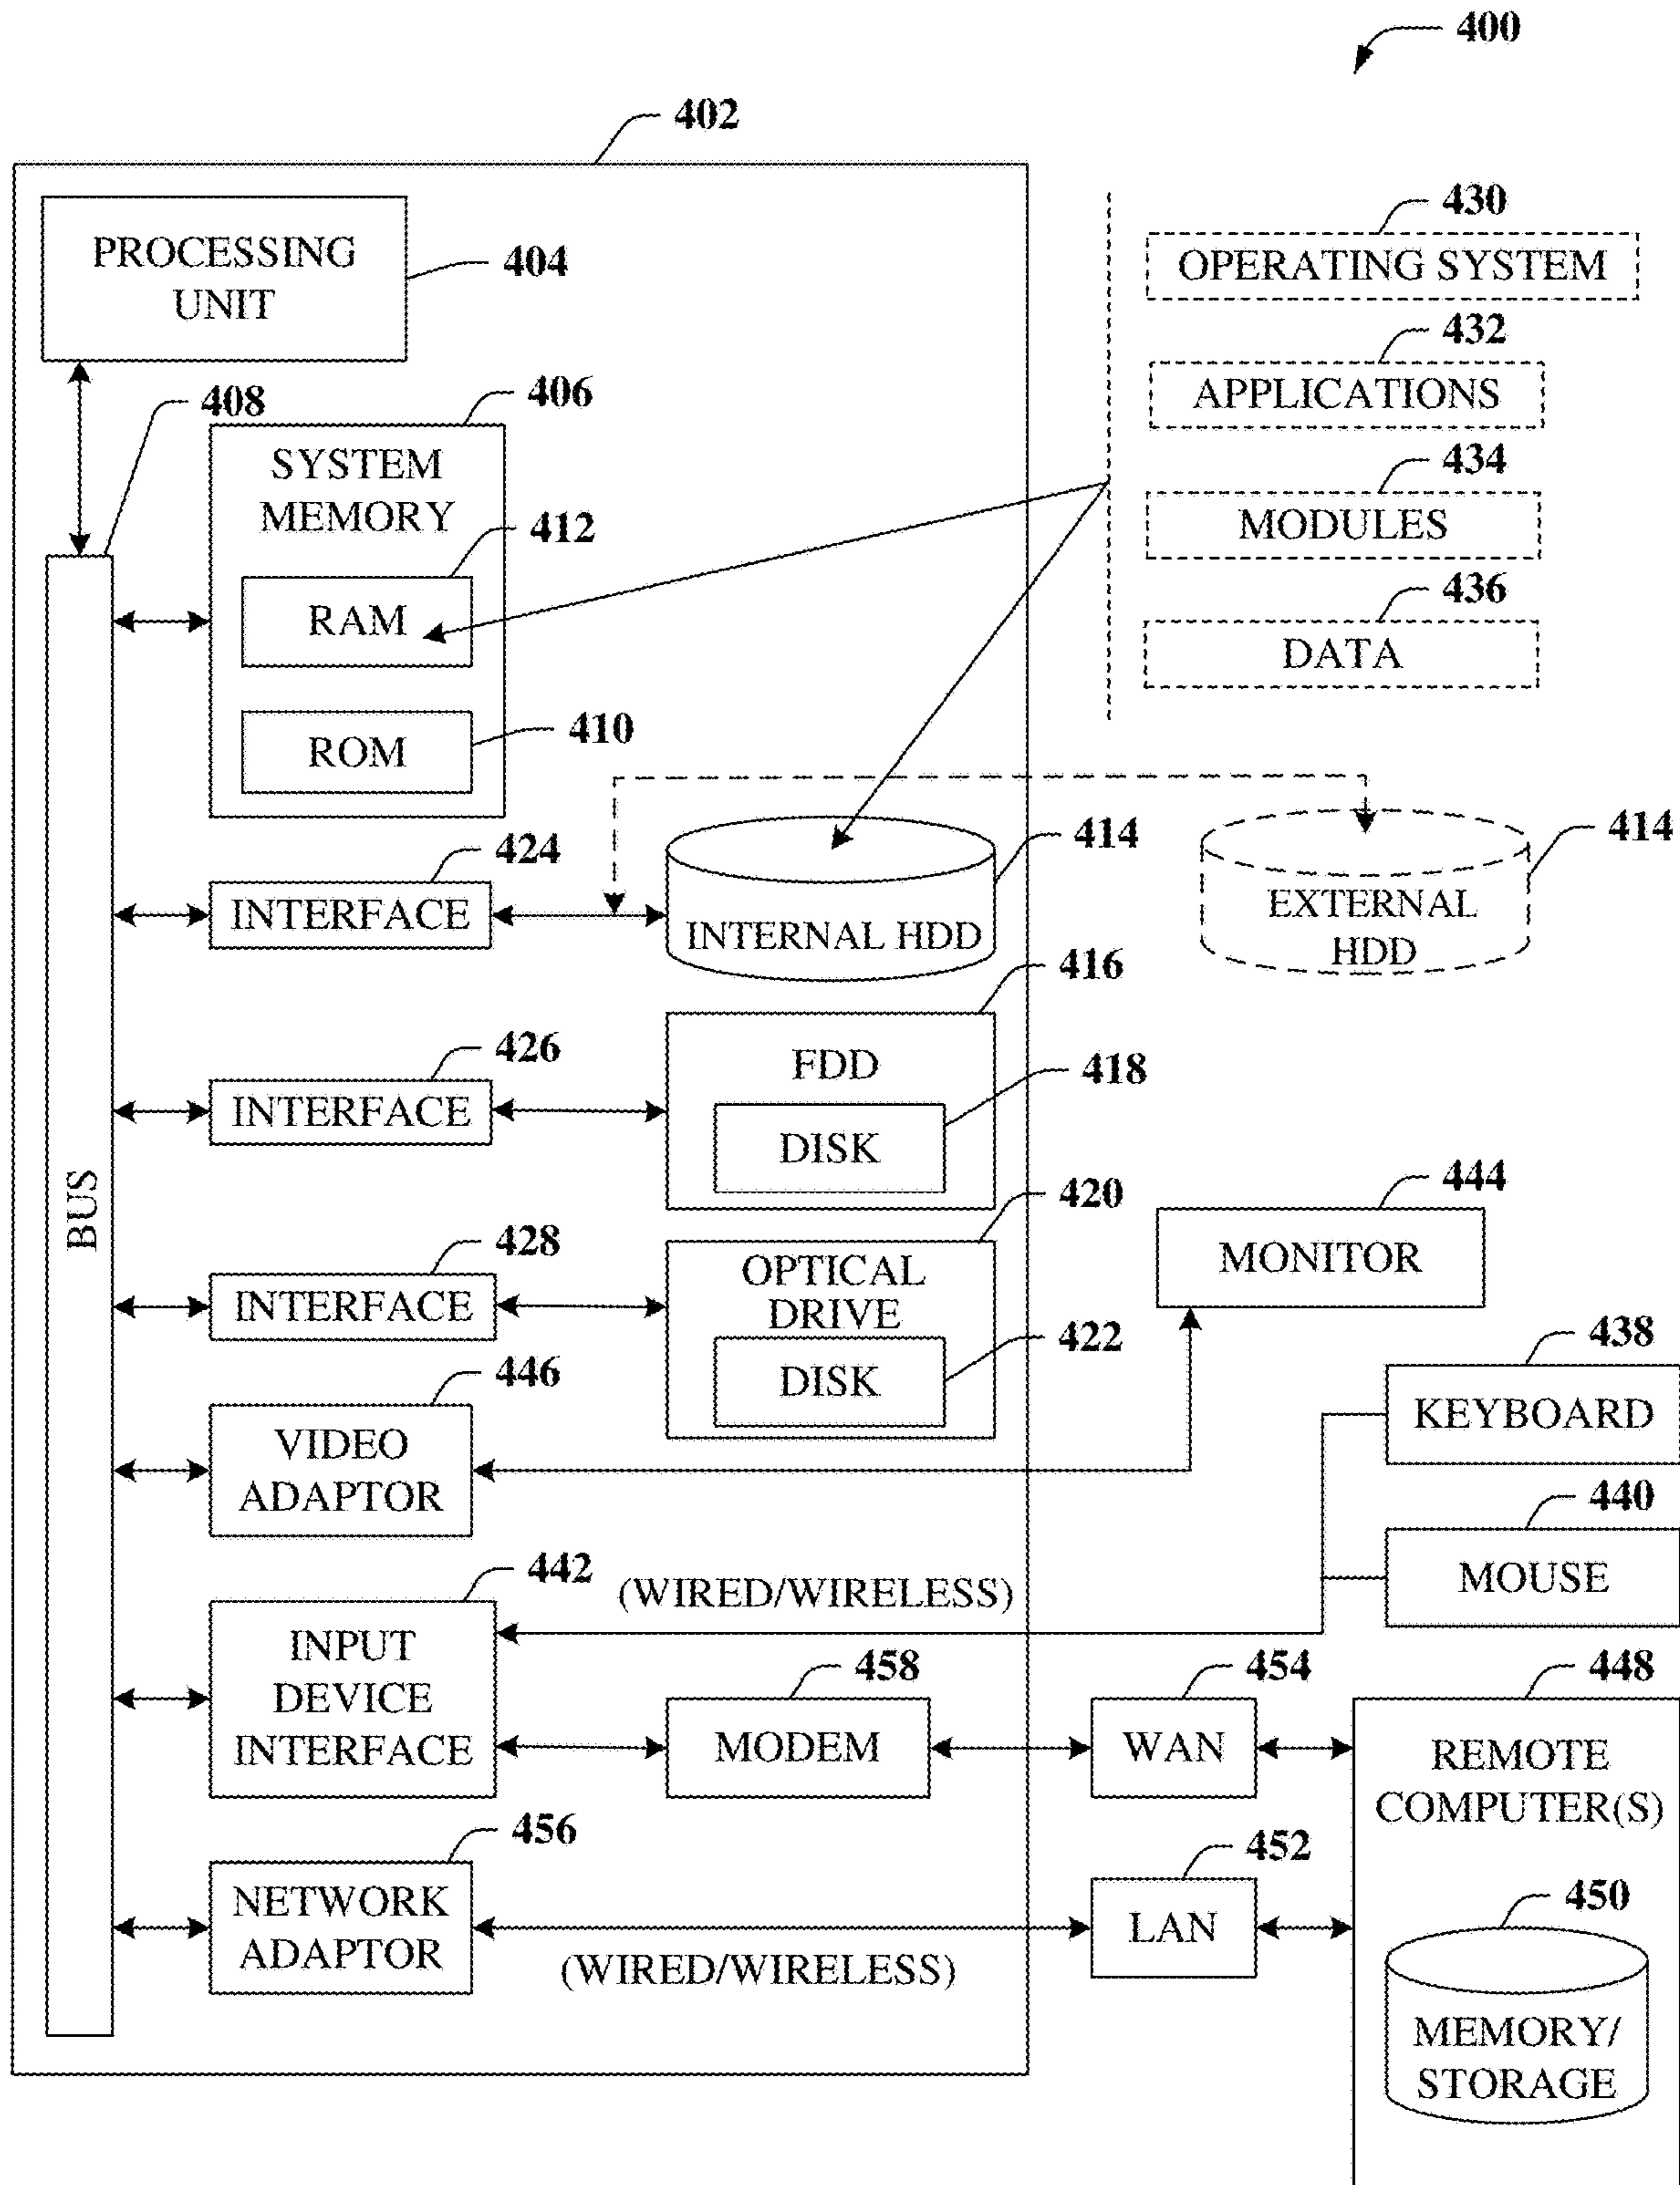 400
402
PROCESSING
UNIT
404
430
OPERATING SYSTEM
432
APPLICATIONS
434
MODULES
436
DATA
408
406
SYSTEM
MEMORY
412
RAM
410
ROM
BUS
424
INTERFACE
414
INTERNAL HDD
414
EXTERNAL
HDD
426
INTERFACE
416
FDD
418
DISK
428
INTERFACE
420
OPTICAL
DRIVE
422
DISK
444
MONITOR
446
VIDEO
ADAPTOR
438
KEYBOARD
440
MOUSE
442
(WIRED/WIRELESS)
INPUT
DEVICE
INTERFACE
458
MODEM
454
WAN
448
REMOTE
COMPUTER(S)
456
NETWORK
ADAPTOR
(WIRED/WIRELESS)
452
LAN
450
MEMORY/
STORAGE